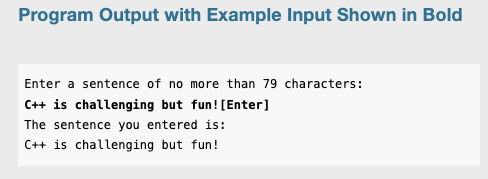 Program Output with Example Input Shown in Bold
Enter a sentence of no more than 79 characters:
C++ is challenging but fun![Enter]
The sentence you entered is:
C++ is challenging but fun!